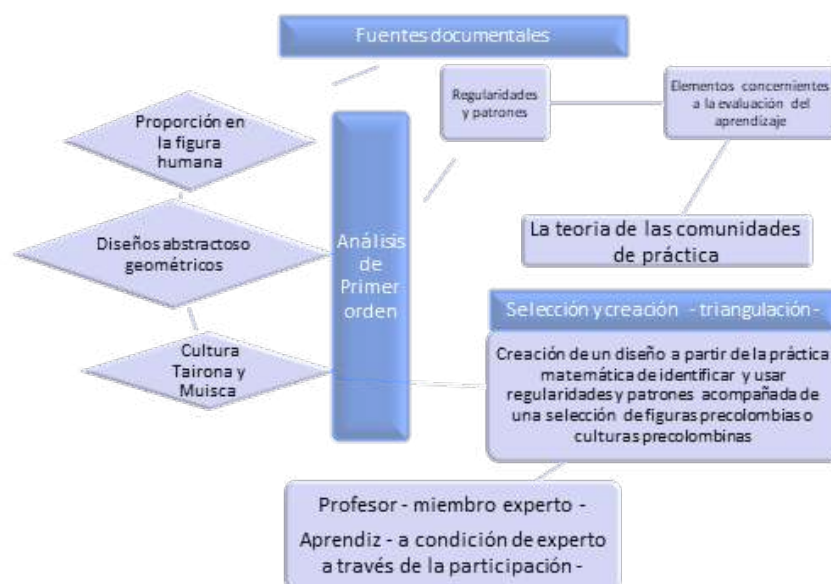 Fuentes documentales
Proporción en
la figura
humana
Diseños abstractoso
geométricos
Cultura
Tairona y
Muisca
Análisis
de
Primer
orden
Regularidades
y patrones
Elementos concernientes
a la evaluación del
aprendizaje
La teoria de las comunidades
de práctica
Selección y creación - triangulación -
Creación de un diseño a partir de la práctica
matemática de identificar y usar
regularidades y patrones acompañada de
una selección de figuras precolombias o
culturas precolombinas
Profesor - miembro experto -
Aprendiz - a condición de experto
a través de la participación -